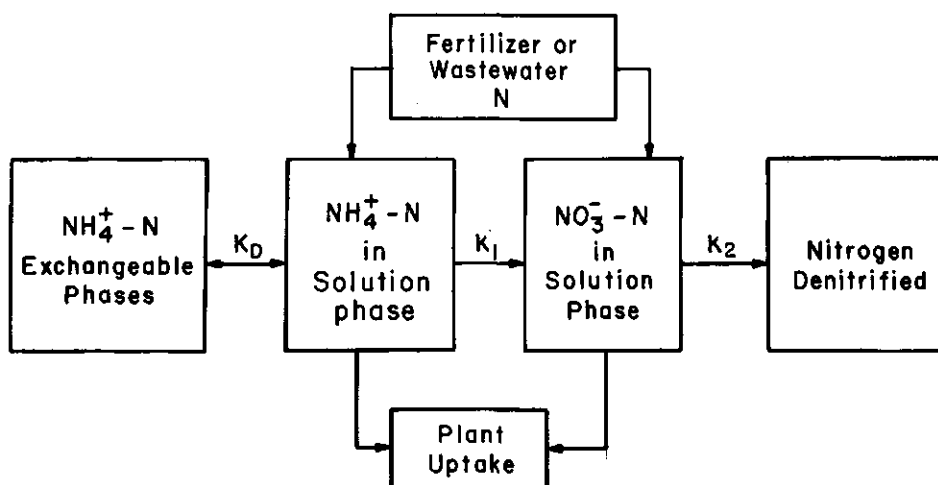 Fertilizer or
Wastewater
N
NH₄⁺ - N
Exchangeable
Phases
K_D
NH₄⁺ - N
in
Solution
phase
K₁
NO₃⁻ - N
in
Solution
Phase
K₂
Nitrogen
Denitrified
Plant
Uptake